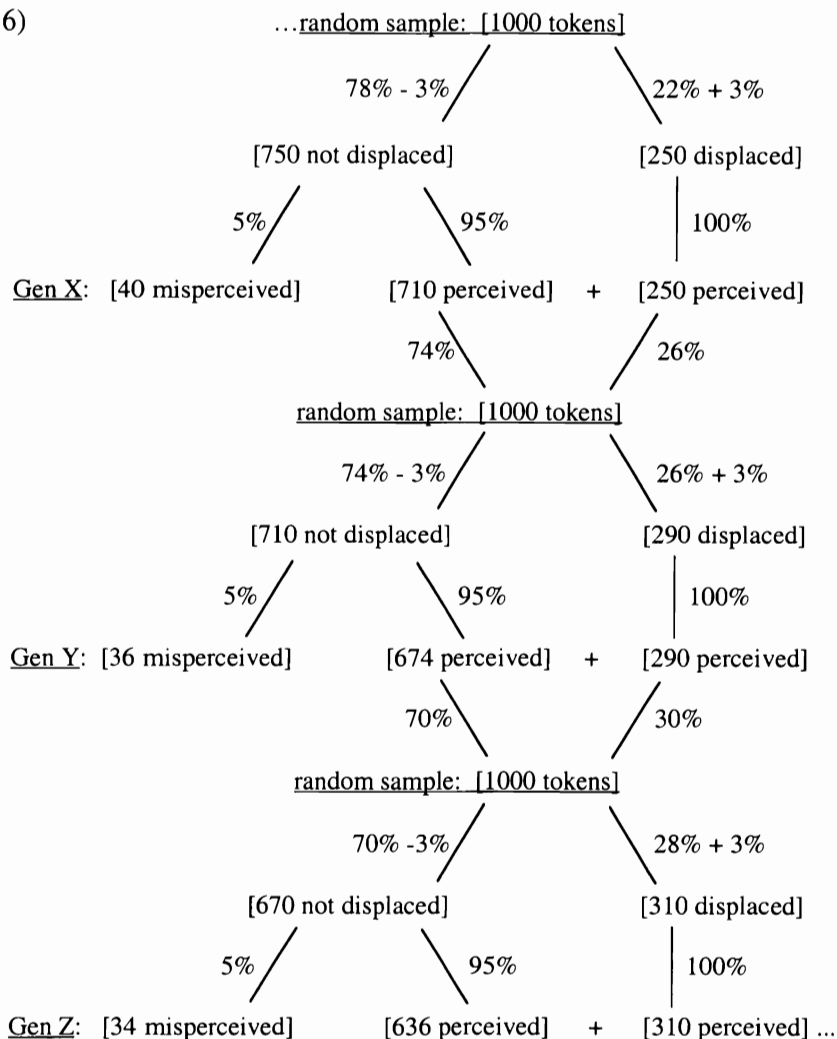 6) ...random sample: [1000 tokens]
78% - 3% 22% + 3%
[750 not displaced] [250 displaced]
5% 95% 100%
Gen X: [40 misperceived] [710 perceived] + [250 perceived]
74% 26%
random sample: [1000 tokens]
74% - 3% 26% + 3%
[710 not displaced] [290 displaced]
5% 95% 100%
Gen Y: [36 misperceived] [674 perceived] + [290 perceived]
70% 30%
random sample: [1000 tokens]
70% -3% 28% + 3%
[670 not displaced] [310 displaced]
5% 95% 100%
Gen Z: [34 misperceived] [636 perceived] + [310 perceived] ...